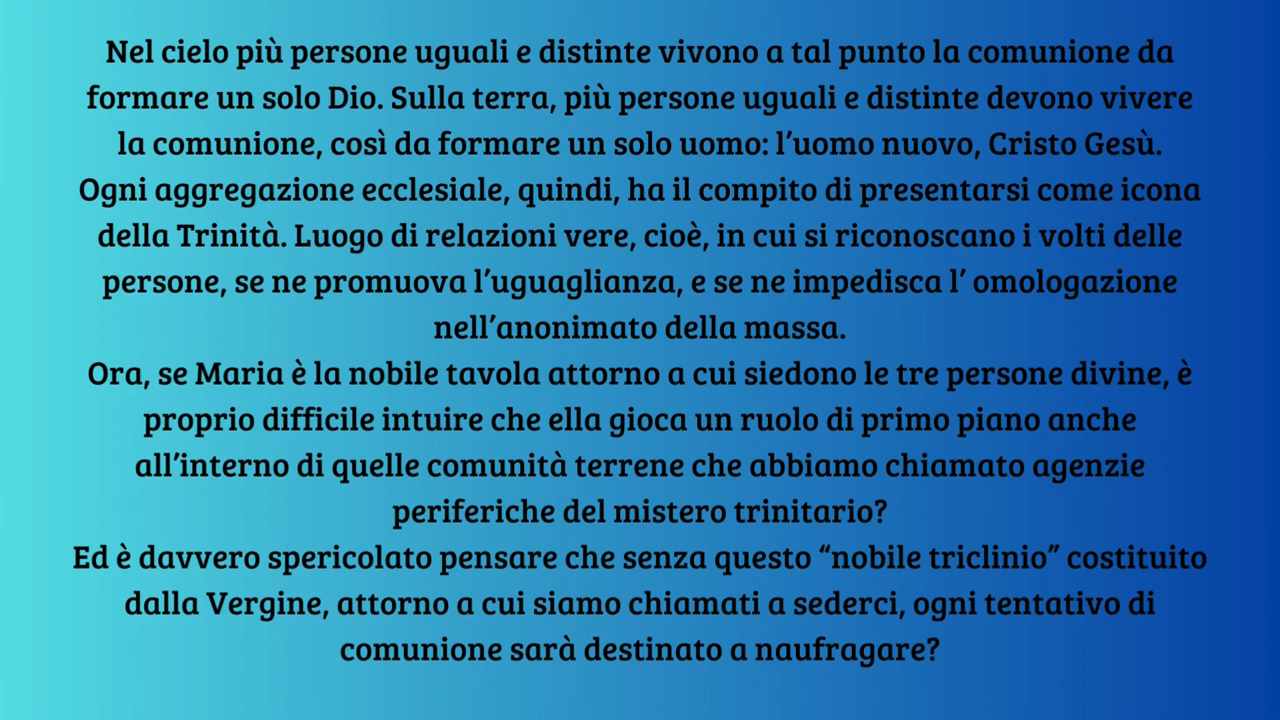 Nel cielo più persone uguali e distinte vivono a tal punto la comunione da
formare un solo Dio. Sulla terra, più persone uguali e distinte devono vivere
la comunione, così da formare un solo uomo: l’uomo nuovo, Cristo Gesù.
Ogni aggregazione ecclesiale, quindi, ha il compito di presentarsi come icona
della Trinità. Luogo di relazioni vere, cioè, in cui si riconoscano i volti delle
persone, se ne promuova l’uguaglianza, e se ne impedisca l’ omologazione
nell’anonimato della massa.
Ora, se Maria è la nobile tavola attorno a cui siedono le tre persone divine, è
proprio difficile intuire che ella gioca un ruolo di primo piano anche
all’interno di quelle comunità terrene che abbiamo chiamato agenzie
periferiche del mistero trinitario?
Ed è davvero spericolato pensare che senza questo “nobile triclinio” costituito
dalla Vergine, attorno a cui siamo chiamati a sederci, ogni tentativo di
comunione sarà destinato a naufragare?